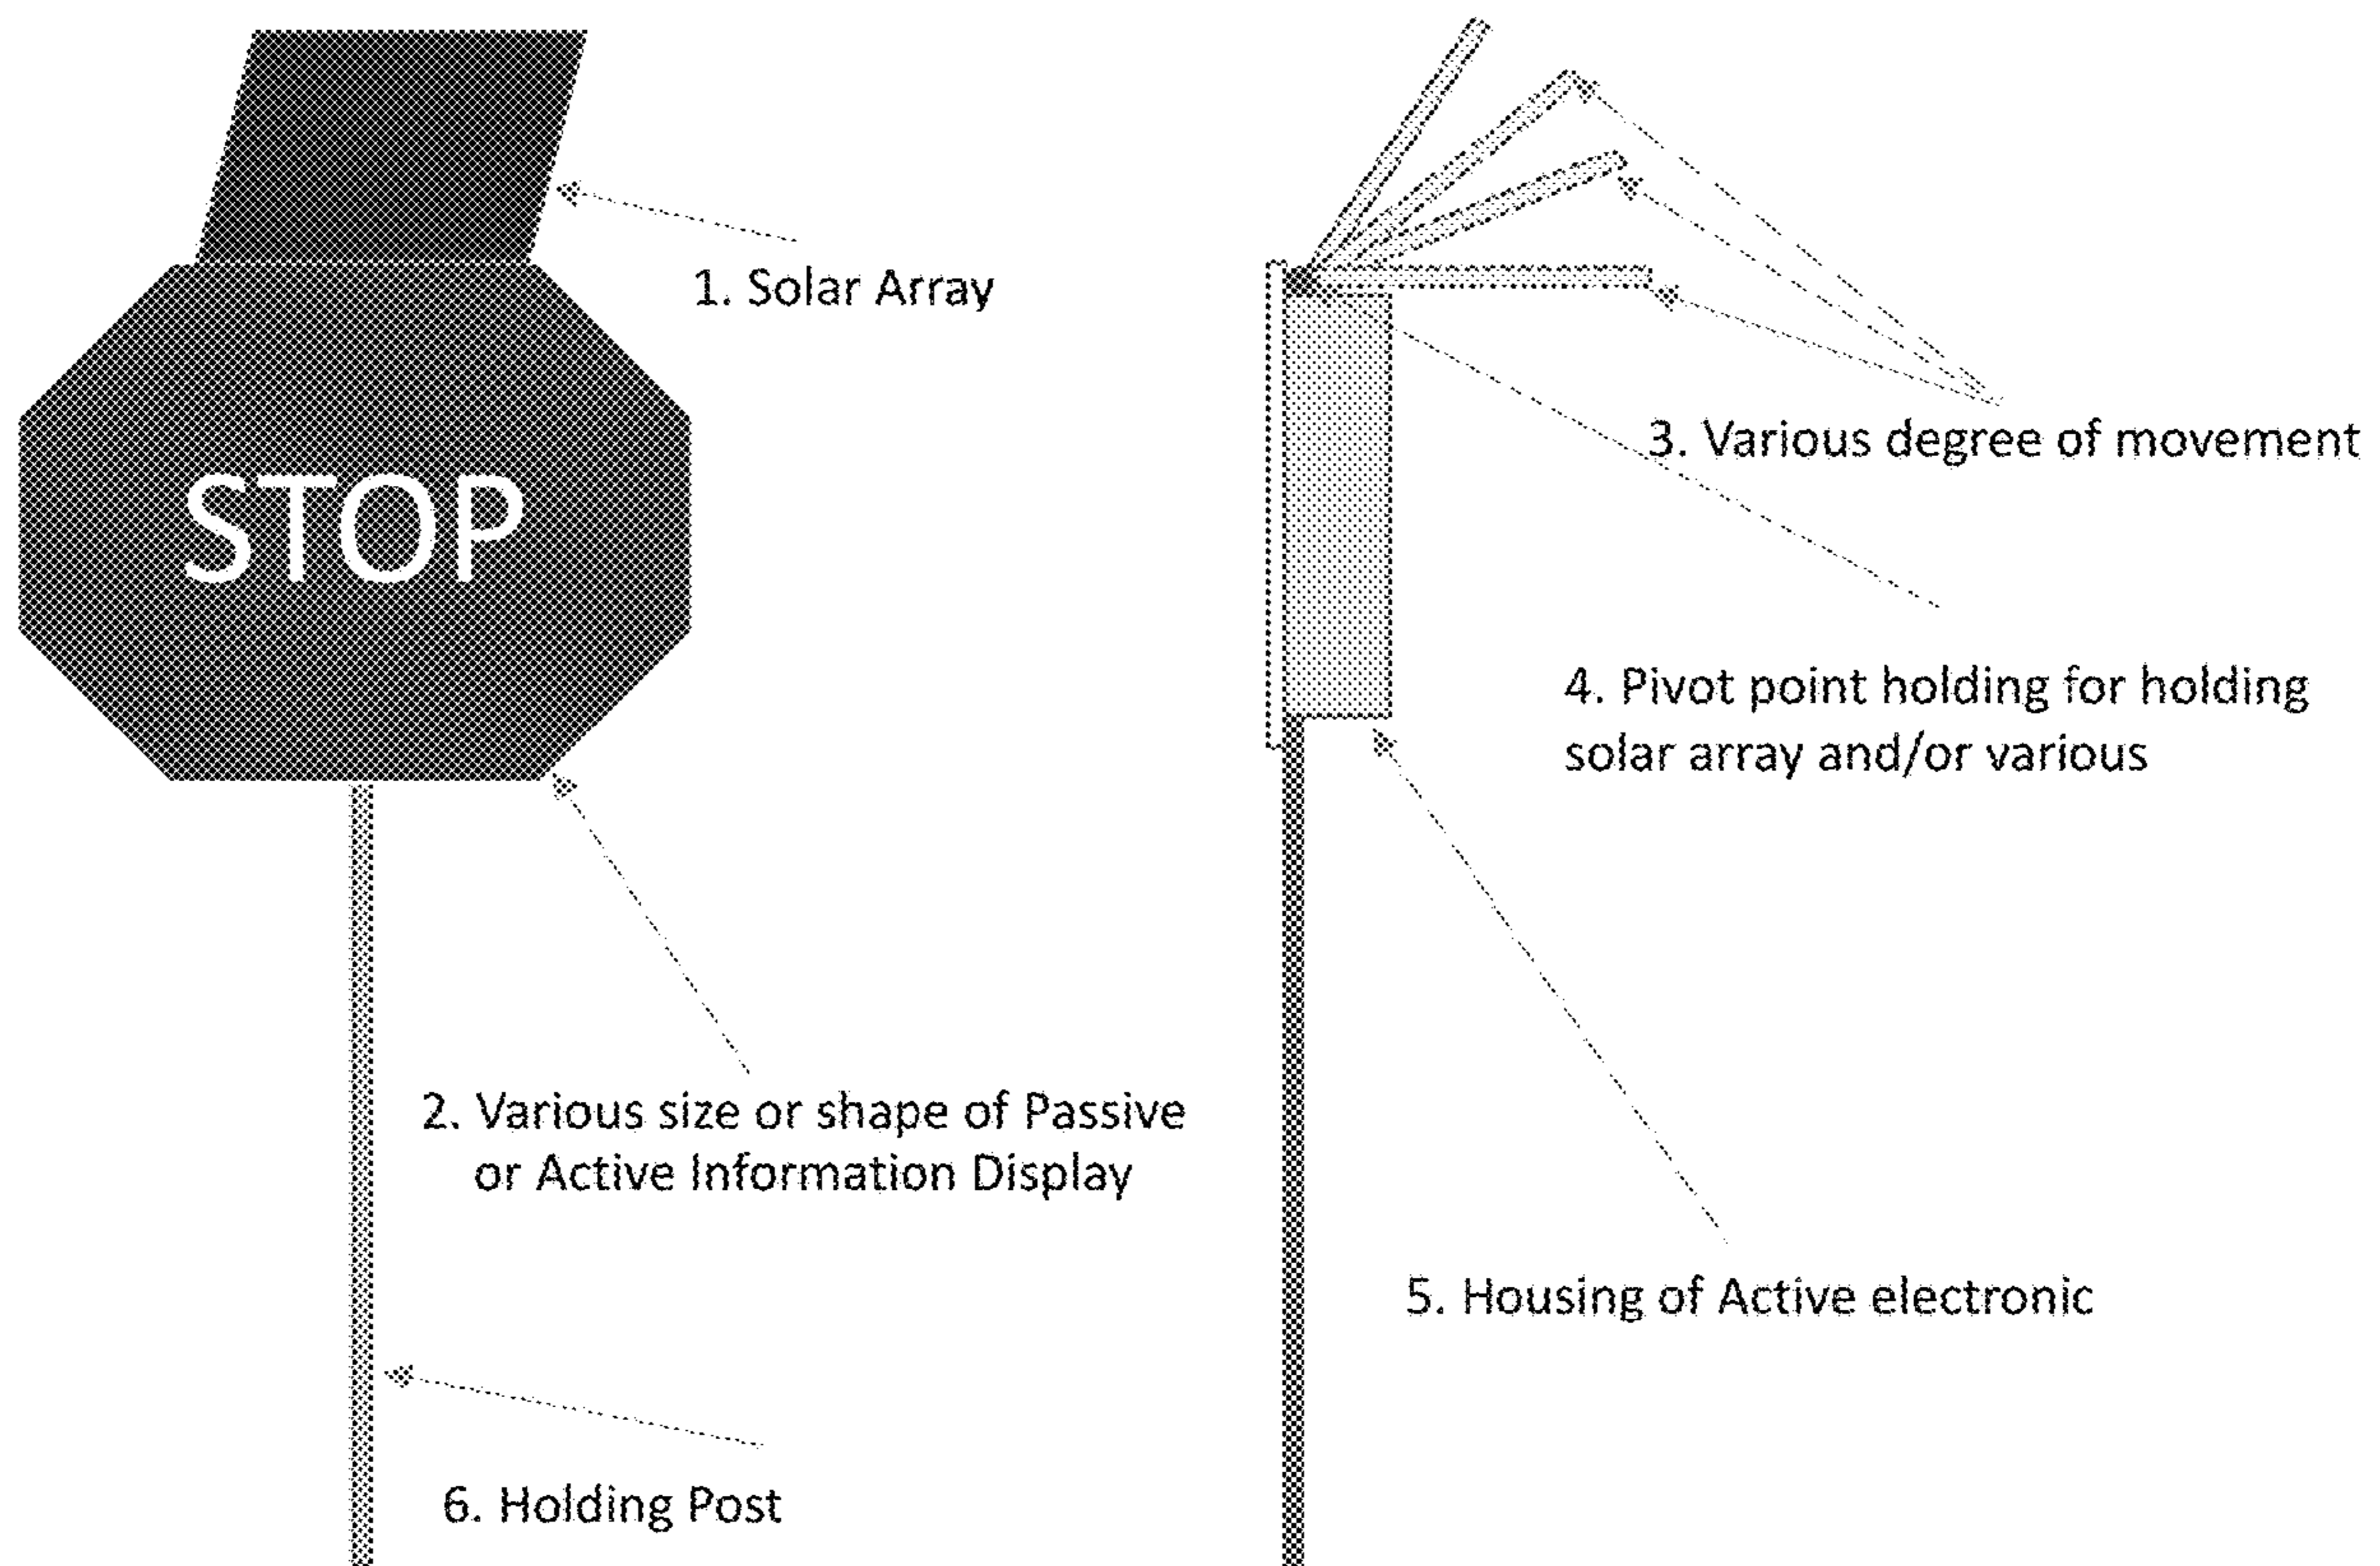 1. Solar Array
STOP
3. Various degree of movement
4. Pivot point holding for holding
solar array and/or various
2. Various size or shape of Passive
or Active Information Display
5. Housing of Active electronic
6. Holding Post